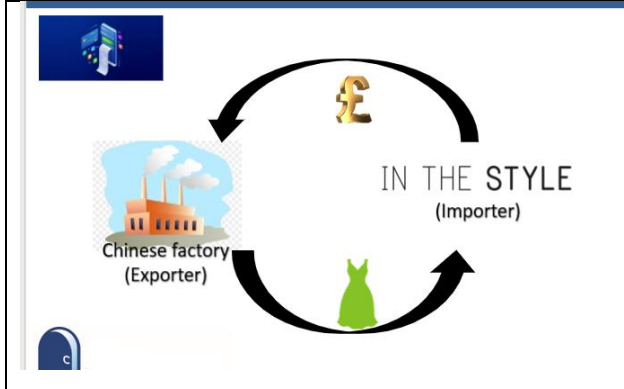 £
IN THE STYLE
(Importer)
Chinese factory
(Exporter)
C